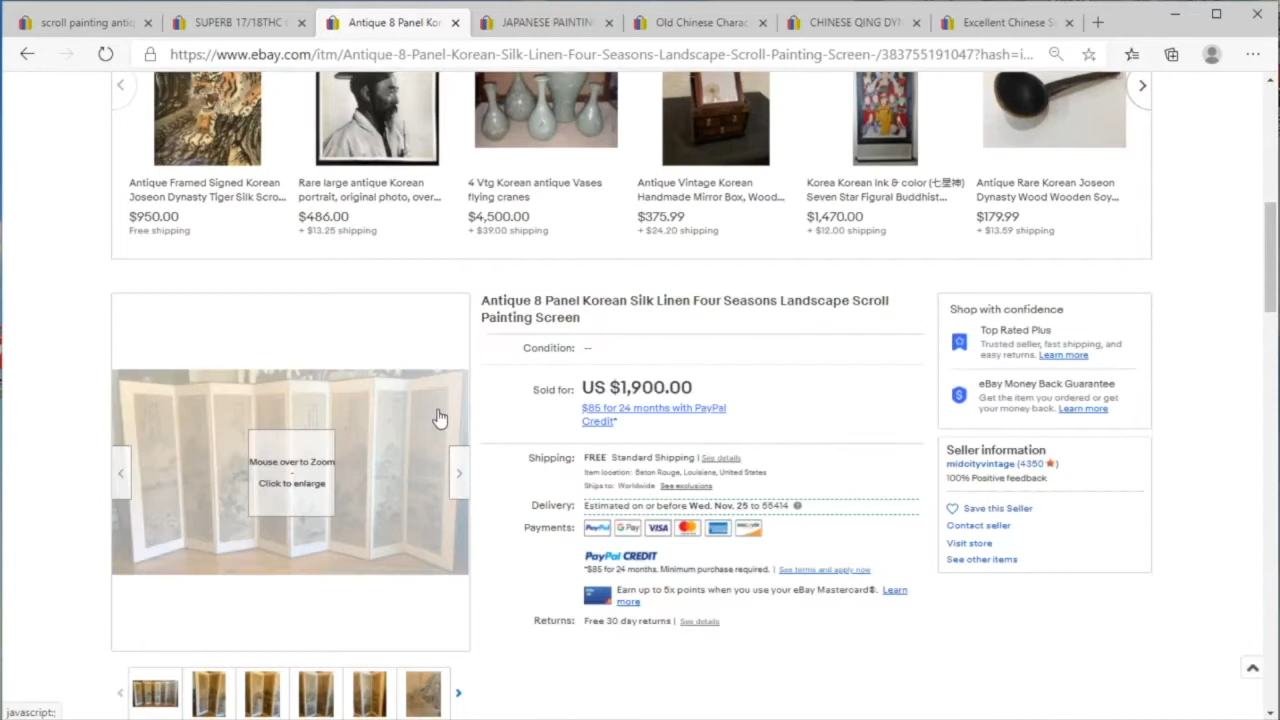 scroll painting antiq
SUPERB 17/18THC
Antique 8 Panel Kor
JAPANESE PAINTIN
Old Chinese Charac
CHINESE QING DYN
Excellent Chinese S
https://www.ebay.com/itm/Antique-8-Panel-Korean-Silk-Linen-Four-Seasons-Landscape-Scroll-Painting-Screen-/383755191047?hash=i...
Antique Framed Signed Korean
Joseon Dynasty Tiger Silk Scro...
$950.00
Free shipping
Rare large antique Korean
portrait, original photo, over...
$486.00
+ $13.25 shipping
4 Vtg Korean antique Vases
flying cranes
$4,500.00
+ $39.00 shipping
Antique Vintage Korean
Handmade Mirror Box, Wood...
$375.99
+ $24.20 shipping
Korea Korean Ink & color (七星神)
Seven Star Figural Buddhist...
$1,470.00
+ $12.00 shipping
Antique Rare Korean Joseon
Dynasty Wood Wooden Soy...
$179.99
+ $13.59 shipping
Mouse over to Zoom
-
Click to enlarge
Antique 8 Panel Korean Silk Linen Four Seasons Landscape Scroll
Painting Screen
Condition: --
Sold for: US $1,900.00
$85 for 24 months with PayPal
Credit*
Shipping: FREE Standard Shipping | See details
Item location: Baton Rouge, Louisiana, United States
Ships to: Worldwide See exclusions
Delivery: Estimated on or before Wed. Nov. 25 to 55414
Payments: PayPal G Pay VISA
PayPal CREDIT
*$85 for 24 months. Minimum purchase required. | See terms and apply now
Earn up to 5x points when you use your eBay Mastercard®. Learn
more
Returns: Free 30 day returns | See details
Shop with confidence
Top Rated Plus
Trusted seller, fast shipping, and
easy returns. Learn more
eBay Money Back Guarantee
Get the item you ordered or get
your money back. Learn more
Seller information
midcityvintage (4350)
100% Positive feedback
Save this Seller
Contact seller
Visit store
See other items
javascript:;